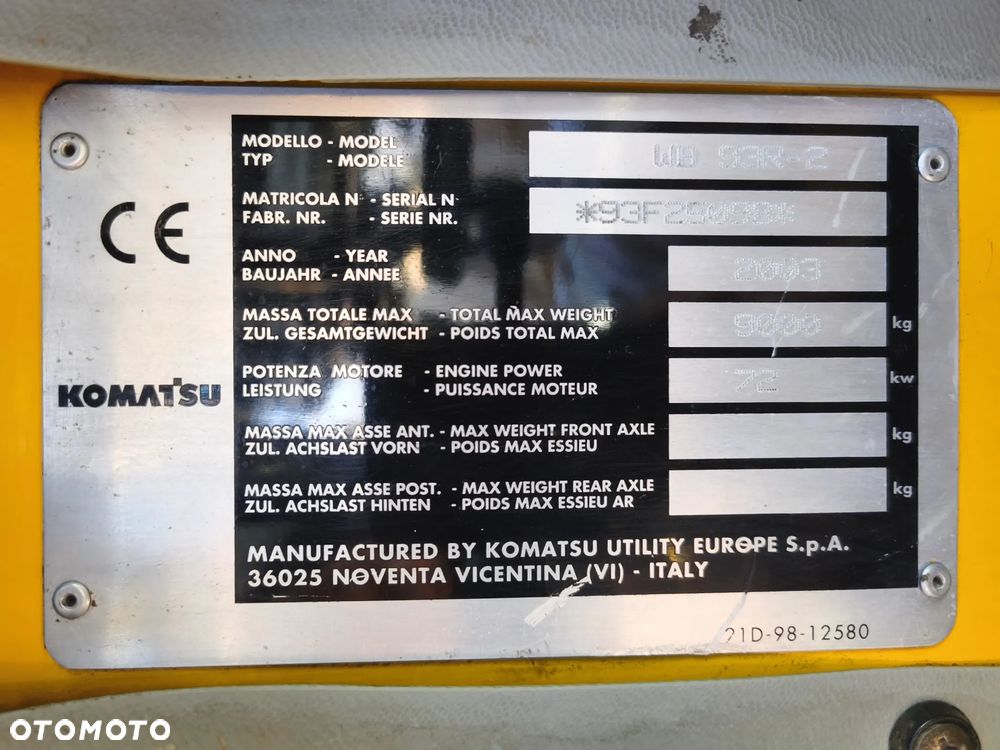 CE
KOMATSU
MODELLO - MODEL WB 93R-2
TYP - MODELE
MATRICOLA N° - SERIAL N° *93F25090*
FABR. NR. - SERIE NR.
ANNO - YEAR 2003
BAUJAHR - ANNEE
MASSA TOTALE MAX - TOTAL MAX WEIGHT 9000 kg
ZUL. GESAMTGEWICHT - POIDS TOTAL MAX
POTENZA MOTORE - ENGINE POWER 72 kw
LEISTUNG - PUISSANCE MOTEUR
MASSA MAX ASSE ANT. - MAX WEIGHT FRONT AXLE kg
ZUL. ACHSLAST VORN - POIDS MAX ESSIEU
MASSA MAX ASSE POST. - MAX WEIGHT REAR AXLE kg
ZUL. ACHSLAST HINTEN - POIDS MAX ESSIEU AR
MANUFACTURED BY KOMATSU UTILITY EUROPE S.p.A.
36025 NOVENTA VICENTINA (VI) - ITALY
21D-98-12580
OTOMOTO